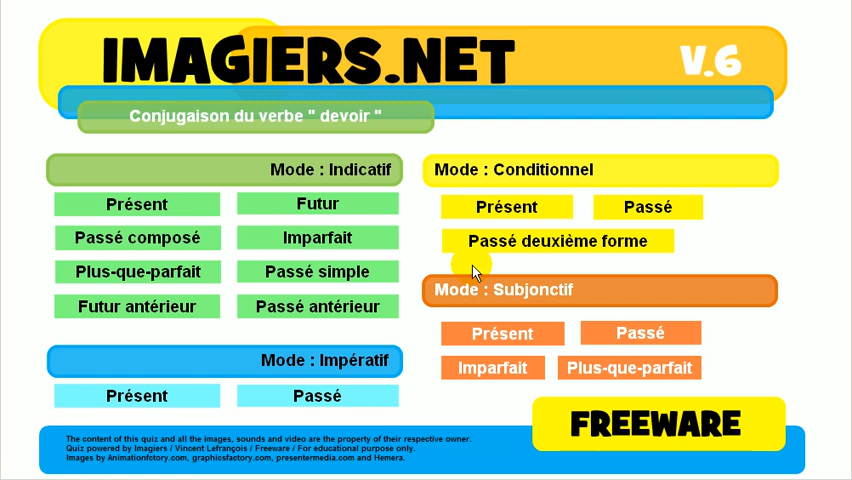 IMAGIERS.NET
V.6
Conjugaison du verbe " devoir "
Mode : Indicatif
Présent
Futur
Passé composé
Imparfait
Plus-que-parfait
Passé simple
Futur antérieur
Passé antérieur
Mode : Impératif
Présent
Passé
Mode : Conditionnel
Présent
Passé
Passé deuxième forme
Mode : Subjonctif
Présent
Passé
Imparfait
Plus-que-parfait
FREEWARE
The content of this quiz and all the images, sounds and video are the property of their respective owner.
Quiz powered by Imagiers / Vincent Lefrançois / Freeware / For educational purpose only.
Images by Animationfctory.com, graphicsfactory.com, presentermedia.com and Hemera.